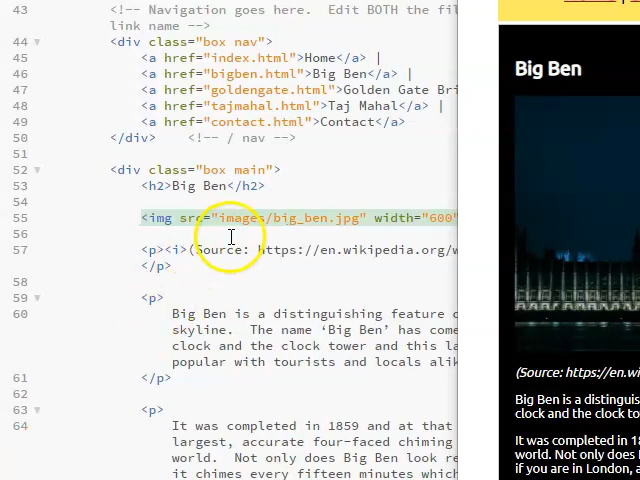 43 <!-- Navigation goes here. Edit BOTH the fil
link name -->
44 <div class="box nav">
45 <a href="index.html">Home</a> |
46 <a href="bigben.html">Big Ben</a> |
47 <a href="goldengate.html">Golden Gate Bri
48 <a href="tajmahal.html">Taj Mahal</a> |
49 <a href="contact.html">Contact</a>
50 </div> <!-- / nav -->
51
52 <div class="box main">
53 <h2>Big Ben</h2>
54
55 <img src="images/big_ben.jpg" width="600"
56
57 <p><i>(Source: https://en.wikipedia.org/w
</p>
58
59 <p>
60 Big Ben is a distinguishing feature o
skyline. The name ‘Big Ben’ has come
clock and the clock tower and this la
popular with tourists and locals alik
61 </p>
62
63 <p>
64 It was completed in 1859 and at that
largest, accurate four-faced chiming
world. Not only does Big Ben look re
it chimes every fifteen minutes which
Big Ben
(Source: https://en.wi
Big Ben is a distinguis
clock and the clock to
It was completed in 18
world. Not only does
if you are in London, a